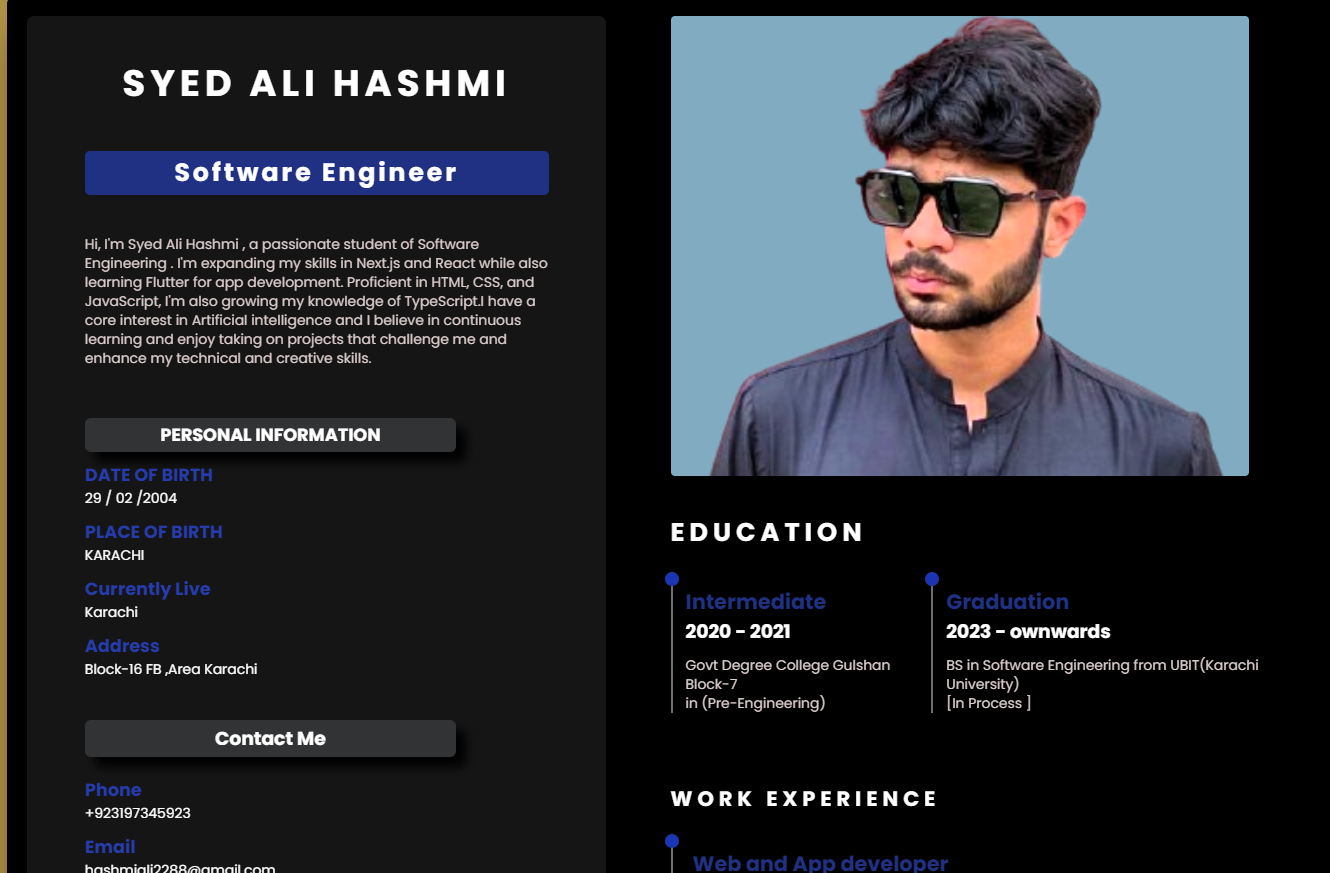 SYED ALI HASHMI
Software Engineer
Hi, I'm Syed Ali Hashmi , a passionate student of Software
Engineering . I'm expanding my skills in Next.js and React while also
learning Flutter for app development. Proficient in HTML, CSS, and
JavaScript, I'm also growing my knowledge of TypeScript.I have a
core interest in Artificial intelligence and I believe in continuous
learning and enjoy taking on projects that challenge me and
enhance my technical and creative skills.
PERSONAL INFORMATION
DATE OF BIRTH
29 / 02 /2004
PLACE OF BIRTH
KARACHI
Currently Live
Karachi
Address
Block-16 FB ,Area Karachi
Contact Me
Phone
+923197345923
Email
hashmiali2288@gmail.com
EDUCATION
Intermediate
2020 - 2021
Govt Degree College Gulshan
Block-7
in (Pre-Engineering)
Graduation
2023 - ownwards
BS in Software Engineering from UBIT(Karachi
University)
[In Process ]
WORK EXPERIENCE
Web and App developer